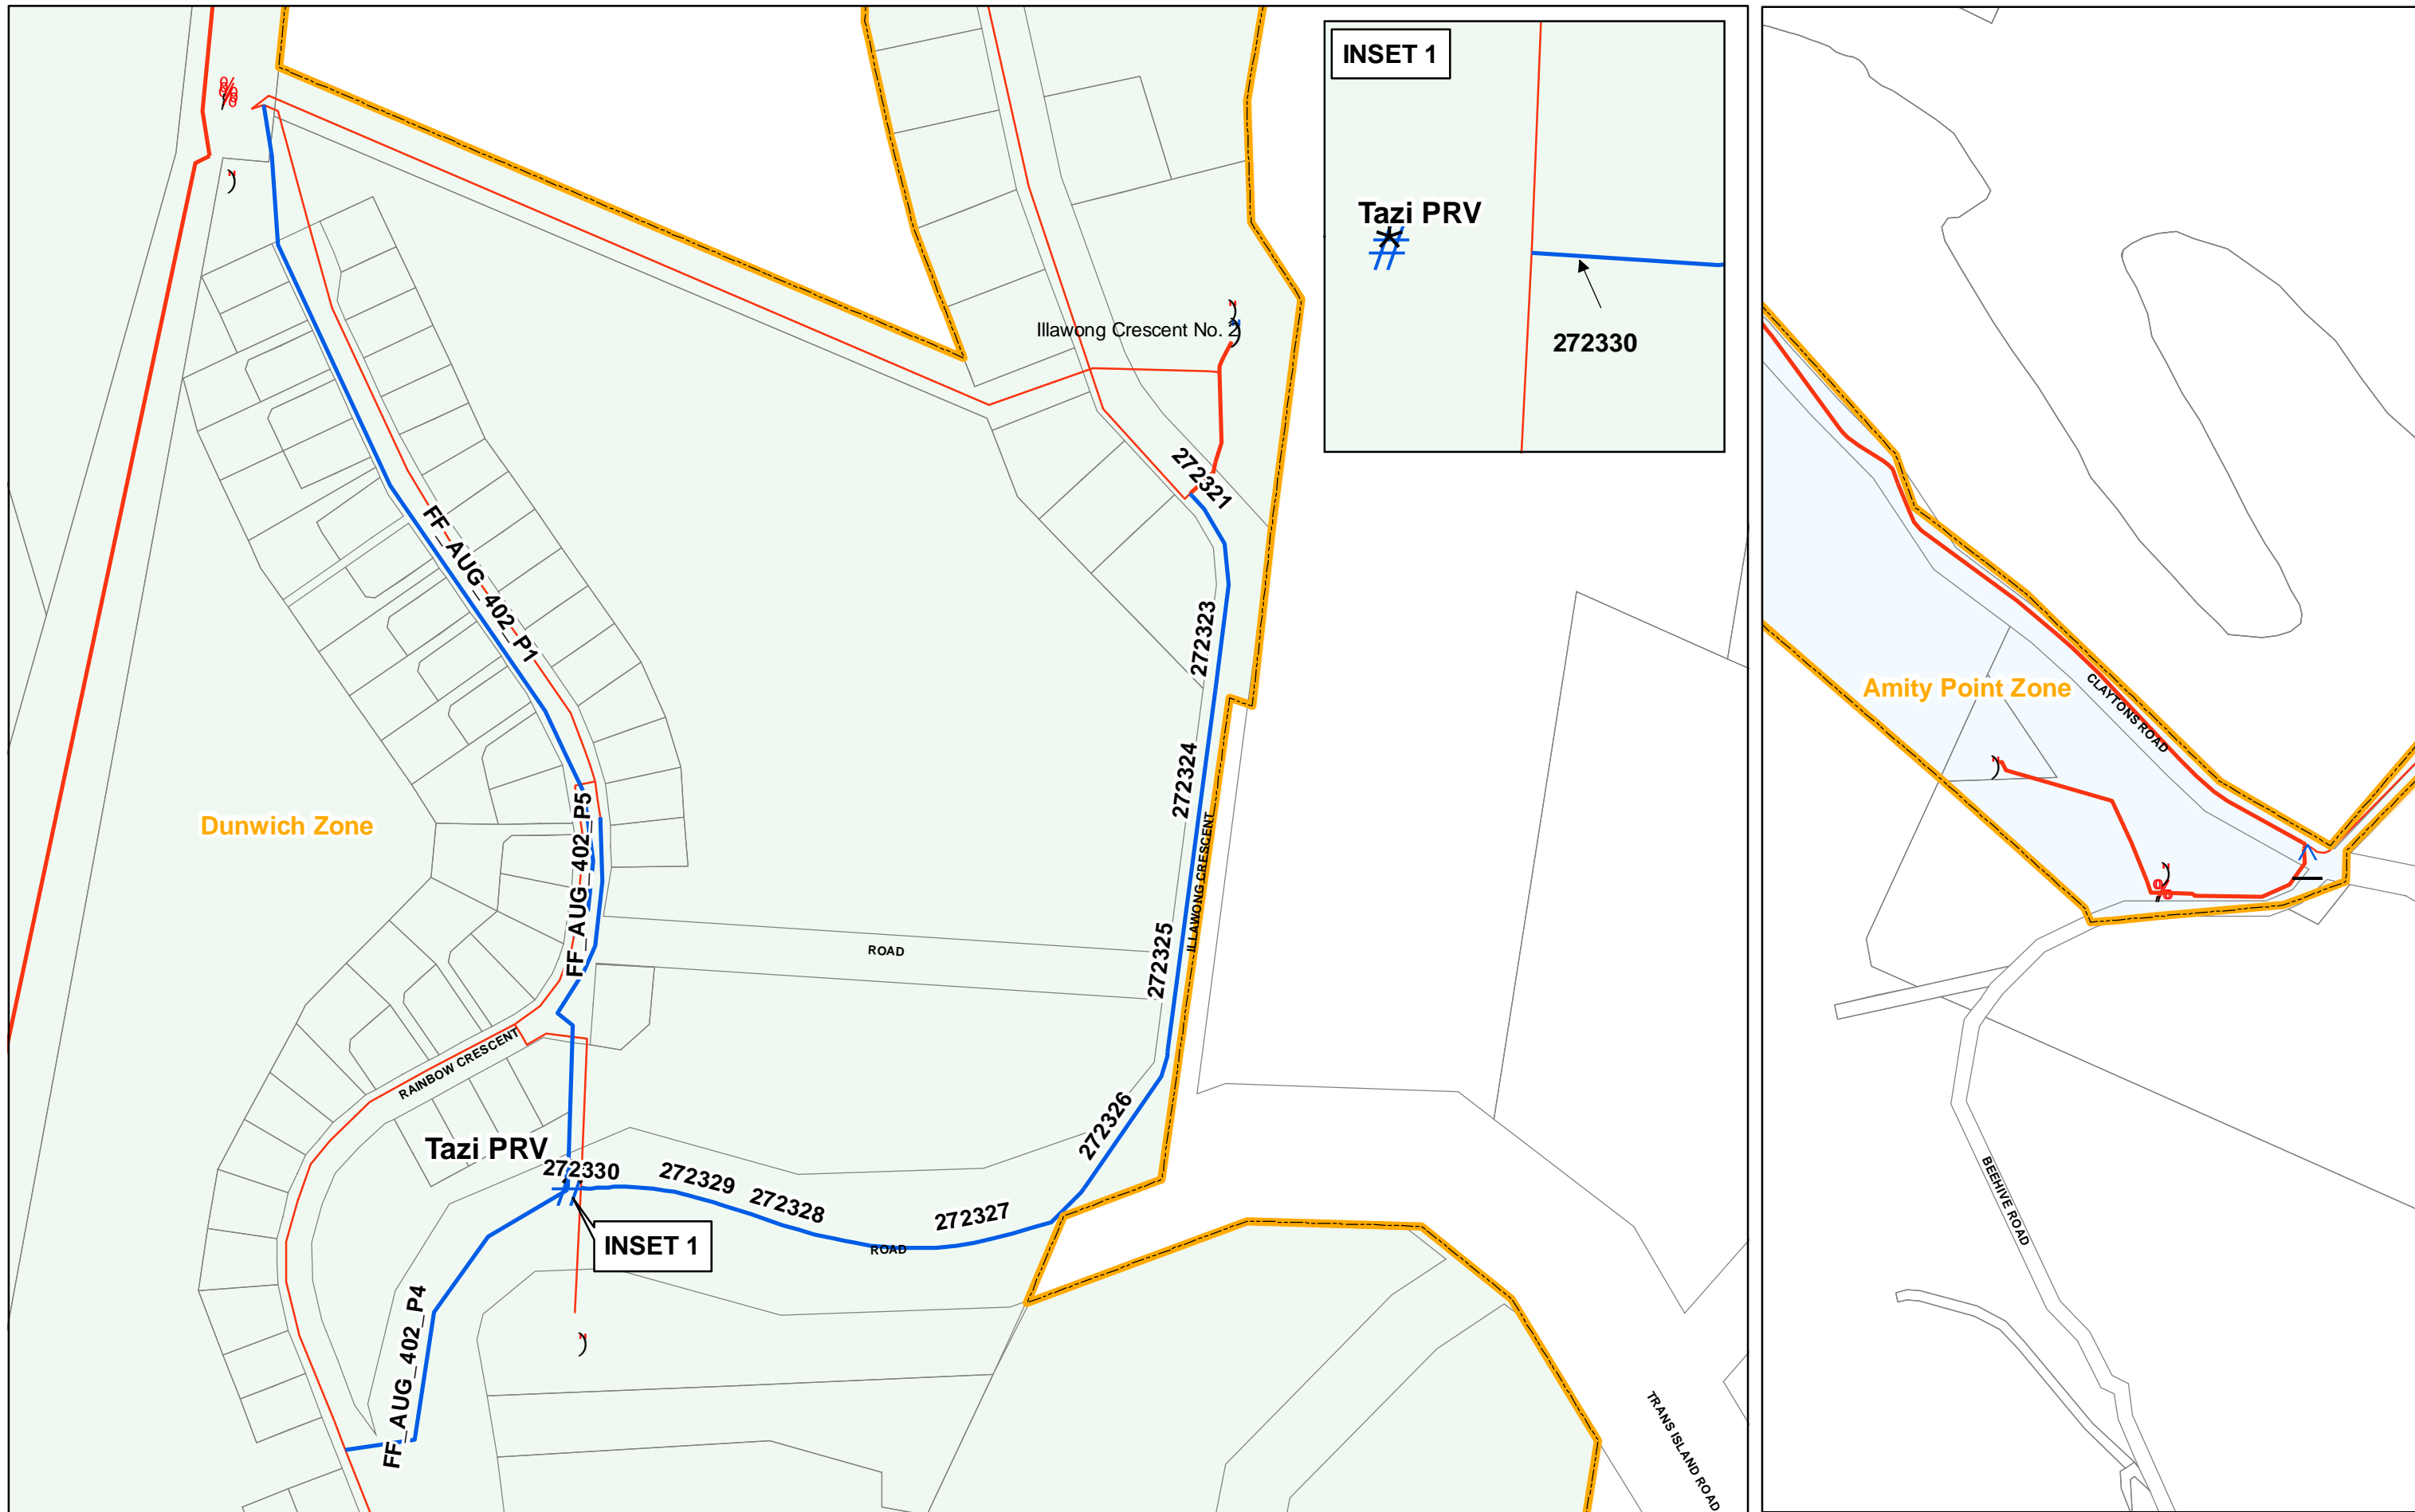 INSET 1
Tazi PRV
272330
Illawong Crescent No. 2
272321
FF_AUG_402_P1
272323
Amity Point Zone
CLAYTONS ROAD
272324
Dunwich Zone
FF_AUG_402_P5
ILLAWONG CRESCENT
272325
ROAD
RAINBOW CRESCENT
272326
Tazi PRV
272330
272329
272328
272327
INSET 1
ROAD
BEEHIVE ROAD
FF_AUG_402_P4
TRANS ISLAND ROAD